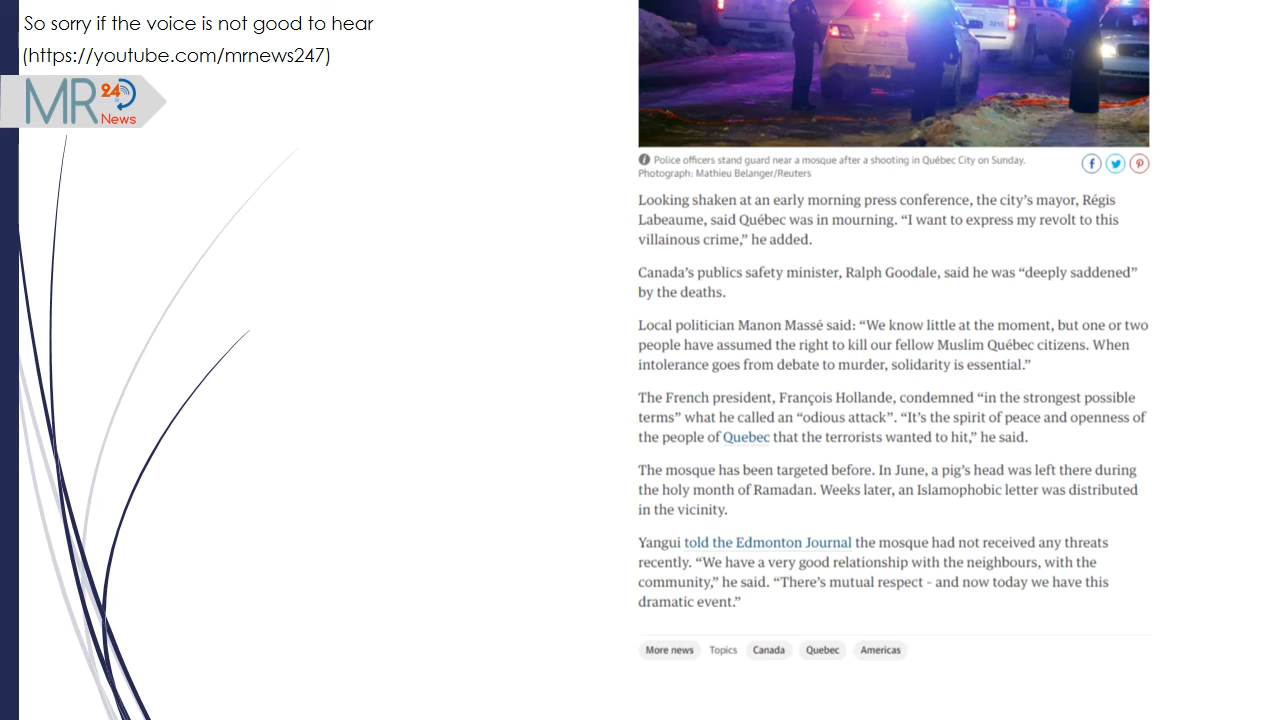 So sorry if the voice is not good to hear
(https://youtube.com/mrnews247)
MR 24
News
3210
Police officers stand guard near a mosque after a shooting in Québec City on Sunday.
Photograph: Mathieu Belanger/Reuters
Looking shaken at an early morning press conference, the city’s mayor, Régis
Labeaume, said Québec was in mourning. “I want to express my revolt to this
villainous crime,” he added.
Canada’s publics safety minister, Ralph Goodale, said he was “deeply saddened”
by the deaths.
Local politician Manon Massé said: “We know little at the moment, but one or two
people have assumed the right to kill our fellow Muslim Québec citizens. When
intolerance goes from debate to murder, solidarity is essential.”
The French president, François Hollande, condemned “in the strongest possible
terms” what he called an “odious attack”. “It’s the spirit of peace and openness of
the people of Quebec that the terrorists wanted to hit,” he said.
The mosque has been targeted before. In June, a pig’s head was left there during
the holy month of Ramadan. Weeks later, an Islamophobic letter was distributed
in the vicinity.
Yangui told the Edmonton Journal the mosque had not received any threats
recently. “We have a very good relationship with the neighbours, with the
community,” he said. “There’s mutual respect – and now today we have this
dramatic event.”
More news Topics Canada Quebec Americas